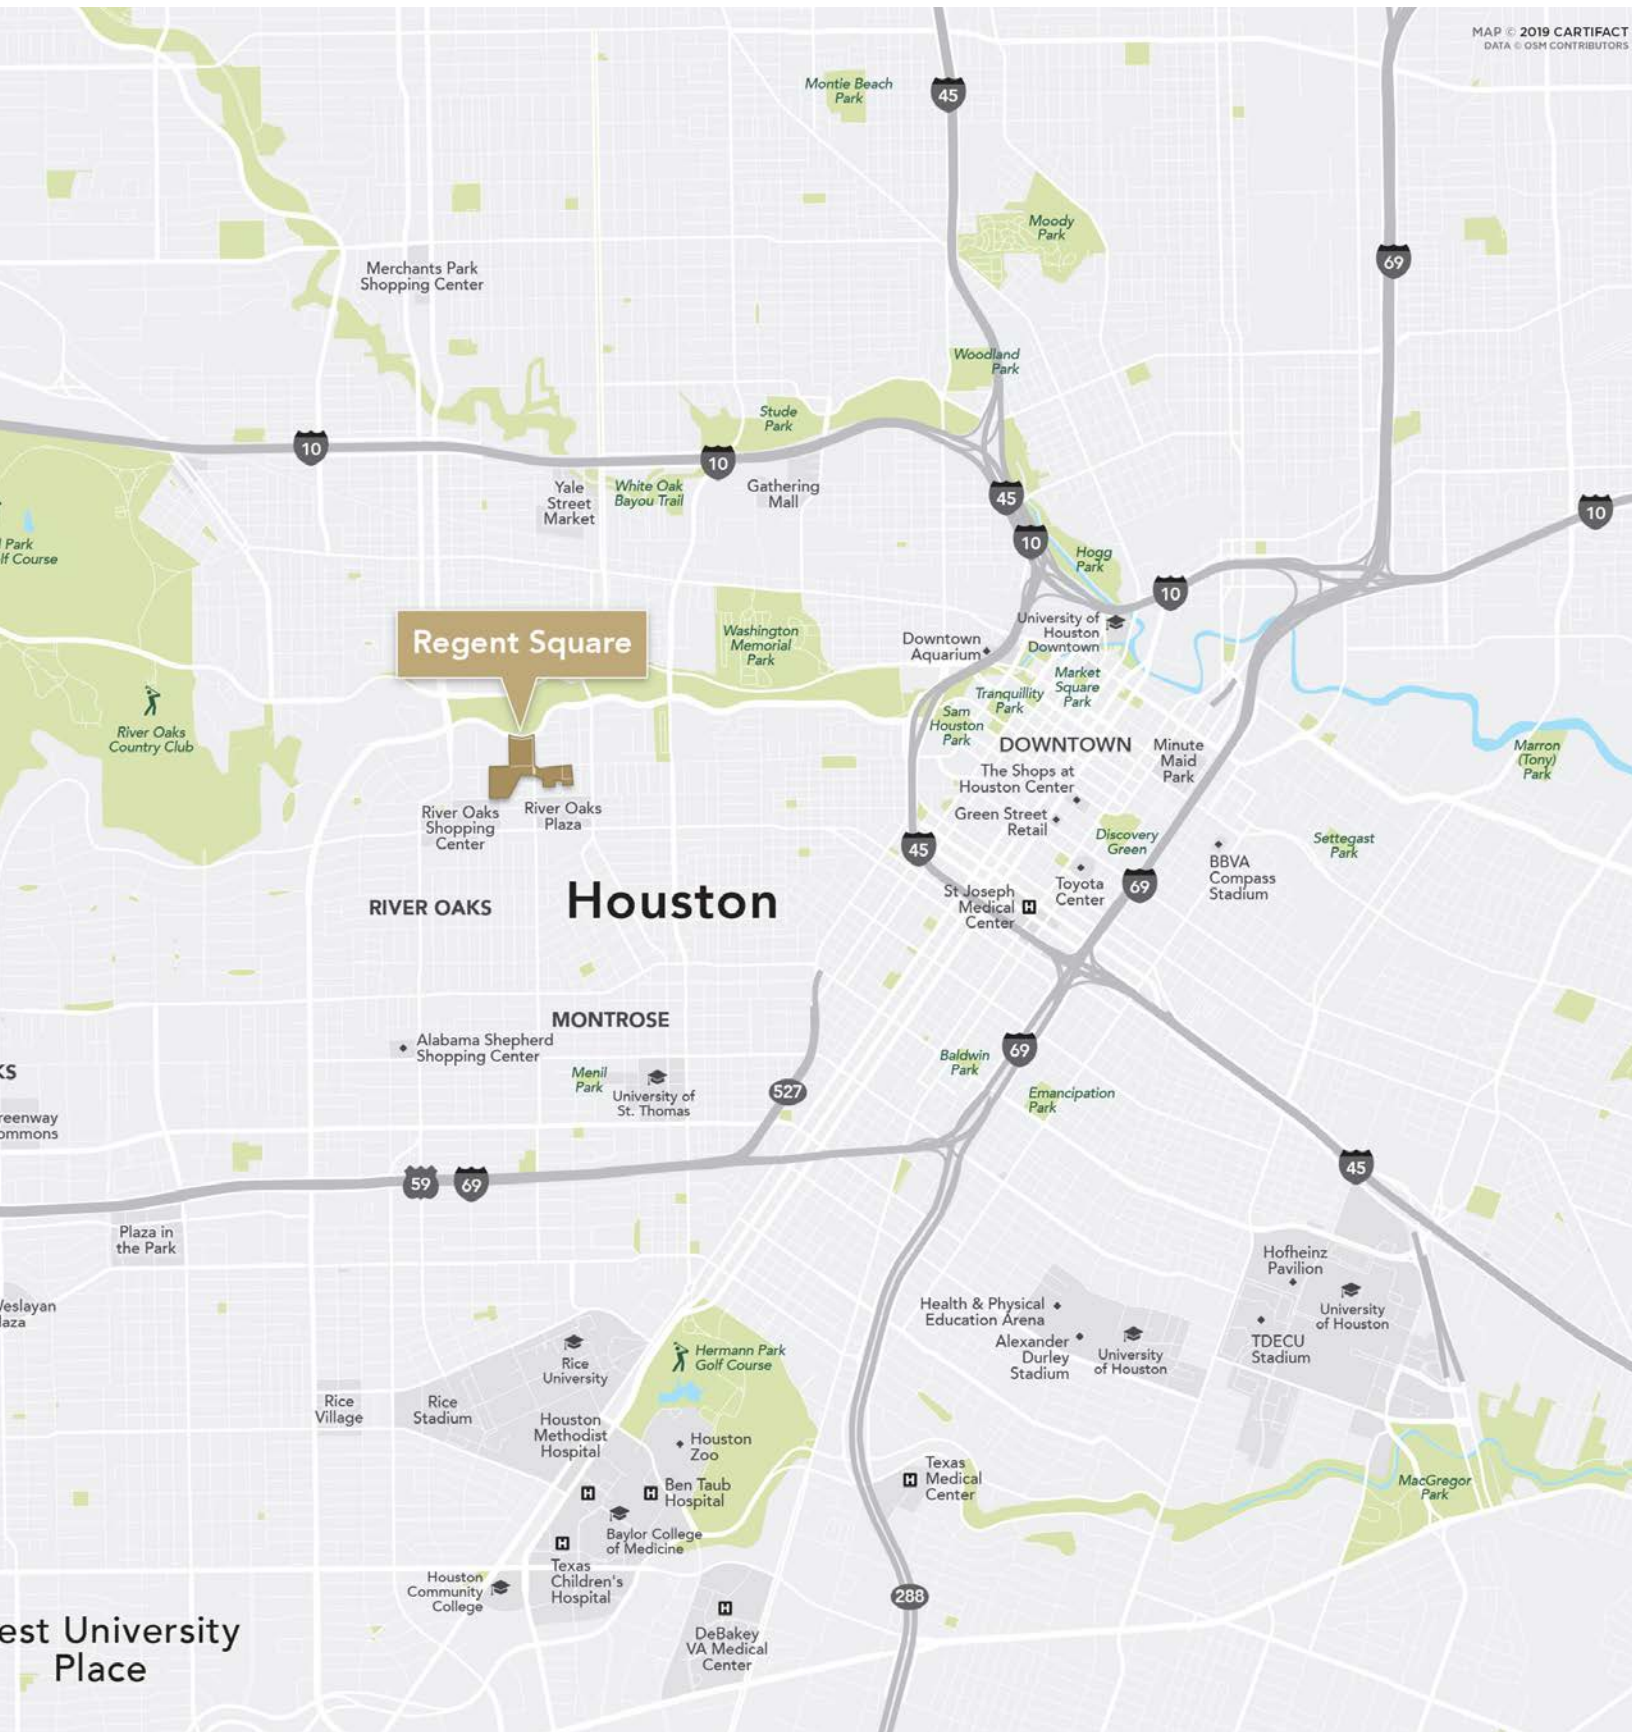 MAP © 2019 CARTIFACT
DATA © OSM CONTRIBUTORS
Montie Beach
Park
45
Moody
Park
69
Merchants Park
Shopping Center
Woodland
Park
Stude
Park
10
10
Yale
Street
Market
White Oak
Bayou Trail
Gathering
Mall
45
10
10
l Park
lf Course
Hogg
Park
10
Regent Square
Washington
Memorial
Park
University of
Houston
Downtown
Downtown
Aquarium
Market
Square
Park
Tranquillity
Park
Sam
Houston
Park
River Oaks
Country Club
DOWNTOWN
Minute
Maid
Park
Marron
(Tony)
Park
The Shops at
Houston Center
River Oaks
Shopping
Center
River Oaks
Plaza
Green Street
Retail
Discovery
Green
Settegast
Park
45
BBVA
Compass
Stadium
Toyota
Center
69
St Joseph
Medical
Center
H
RIVER OAKS
Houston
MONTROSE
Alabama Shepherd
Shopping Center
Baldwin
Park
69
KS
Menil
Park
University of
St. Thomas
527
Emancipation
Park
reenway
ommons
45
59
69
Plaza in
the Park
Hofheinz
Pavilion
eslayan
laza
Health & Physical
Education Arena
University
of Houston
Alexander
Durley
Stadium
University
of Houston
TDECU
Stadium
Rice
University
Hermann Park
Golf Course
Rice
Village
Rice
Stadium
Houston
Methodist
Hospital
Houston
Zoo
H
H
Ben Taub
Hospital
H
Texas
Medical
Center
MacGregor
Park
Baylor College
of Medicine
H
Texas
Children's
Hospital
Houston
Community
College
288
H
DeBakey
VA Medical
Center
est University
Place